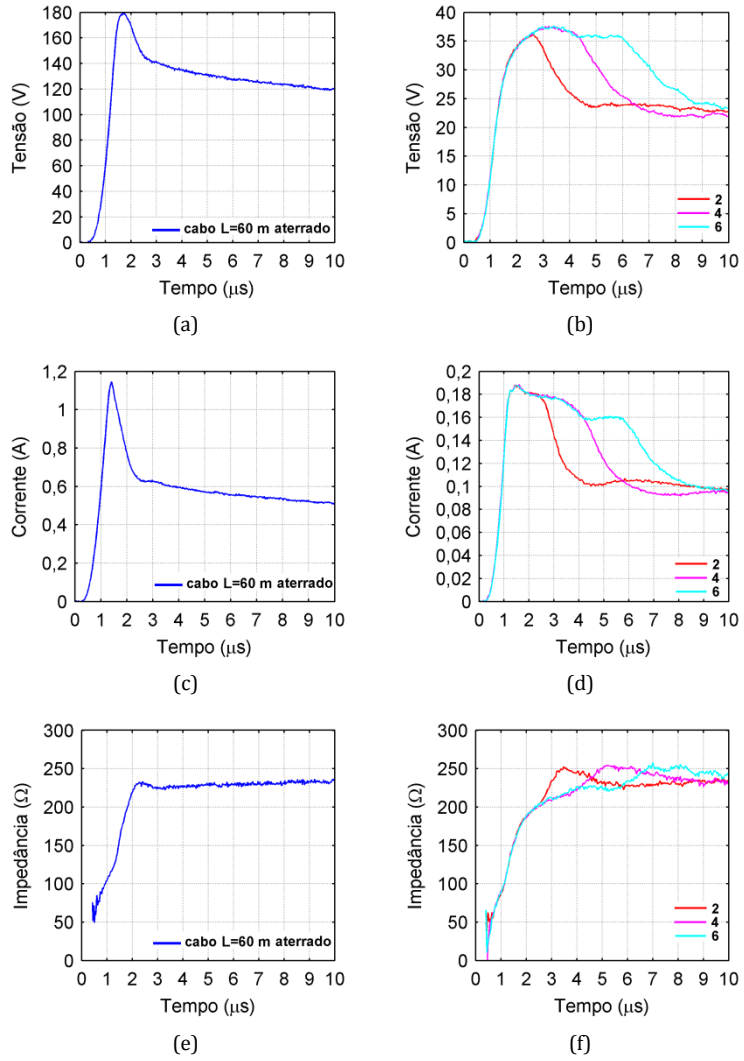 180
160
140
120
100
80
60
40
20
0
Tensão (V)
cabo L=60 m aterrado
0 1 2 3 4 5 6 7 8 9 10
Tempo (μs)
(a)
40
35
30
25
20
15
10
5
0
Tensão (V)
2
4
6
0 1 2 3 4 5 6 7 8 9 10
Tempo (μs)
(b)
1,2
1
0,8
0,6
0,4
0,2
0
Corrente (A)
cabo L=60 m aterrado
0 1 2 3 4 5 6 7 8 9 10
Tempo (μs)
(c)
0,2
0,18
0,16
0,14
0,12
0,1
0,08
0,06
0,04
0,02
0
Corrente (A)
2
4
6
0 1 2 3 4 5 6 7 8 9 10
Tempo (μs)
(d)
300
250
200
150
100
50
0
Impedância (Ω)
cabo L=60 m aterrado
0 1 2 3 4 5 6 7 8 9 10
Tempo (μs)
(e)
300
250
200
150
100
50
0
Impedância (Ω)
2
4
6
0 1 2 3 4 5 6 7 8 9 10
Tempo (μs)
(f)